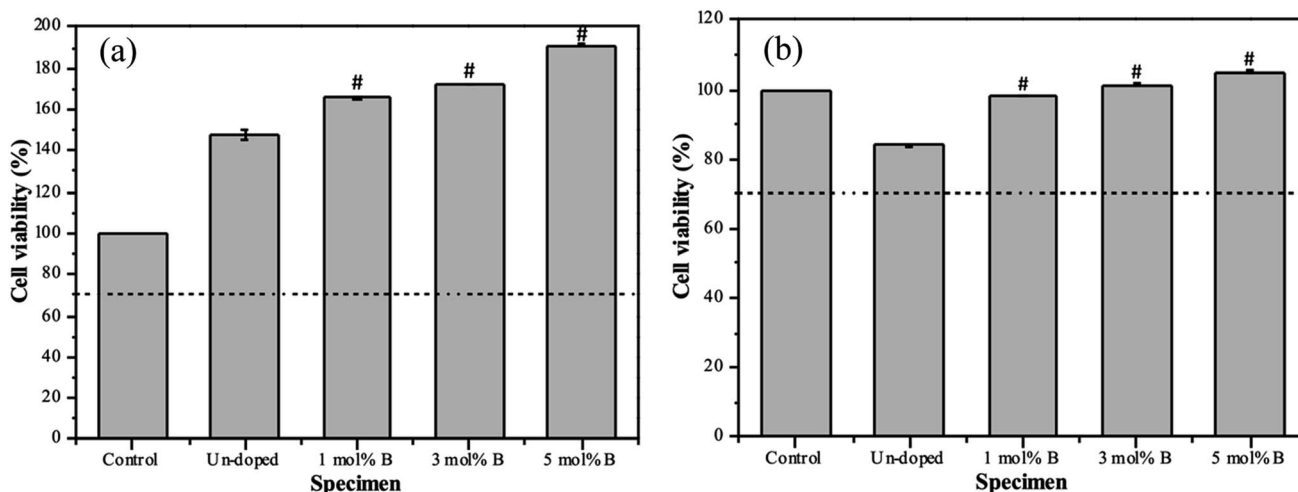 (a)
Cell viability (%)
200
180
160
140
120
100
80
60
40
20
0
#
#
#
Control
Un-doped
1 mol% B
3 mol% B
5 mol% B
Specimen
(b)
Cell viability (%)
120
100
80
60
40
20
0
#
#
#
Control
Un-doped
1 mol% B
3 mol% B
5 mol% B
Specimen